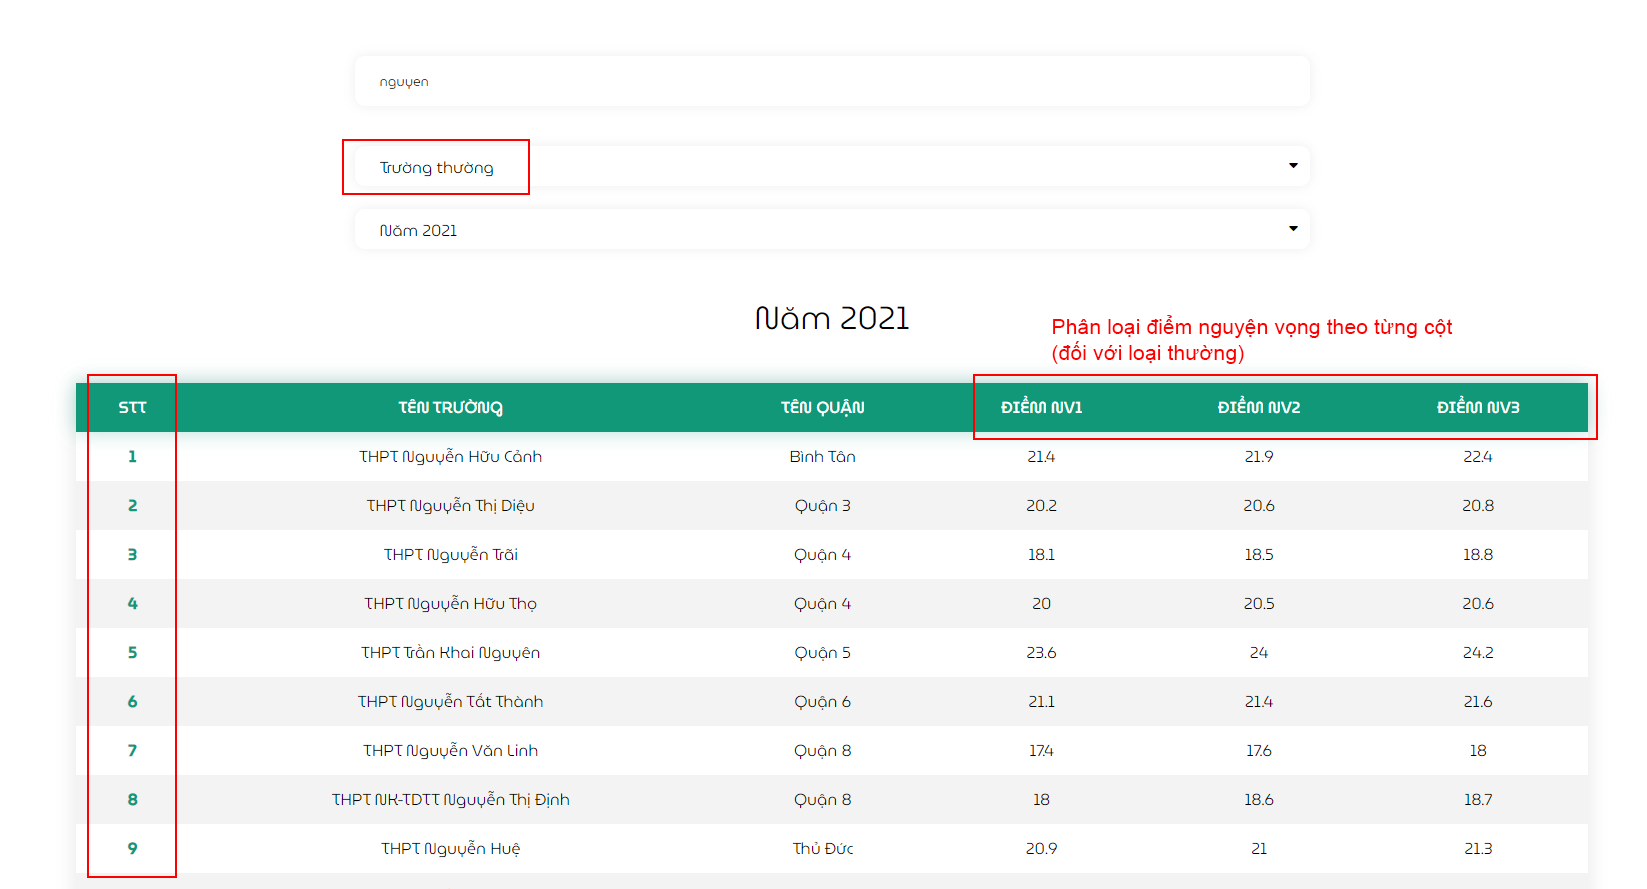 nguyen
Trường thường
Năm 2021
Năm 2021
Phân loại điểm nguyện vọng theo từng cột
(đối với loại thường)
STT TÊN TRƯỜNG TÊN QUẬN ĐIỂM NV1 ĐIỂM NV2 ĐIỂM NV3
1 THPT Nguyễn Hữu Cảnh Bình Tân 21.4 21.9 22.4
2 THPT Nguyễn Thị Diệu Quận 3 20.2 20.6 20.8
3 THPT Nguyễn Trãi Quận 4 18.1 18.5 18.8
4 THPT Nguyễn Hữu Thọ Quận 4 20 20.5 20.6
5 THPT Trần Khai Nguyên Quận 5 23.6 24 24.2
6 THPT Nguyễn Tất Thành Quận 6 21.1 21.4 21.6
7 THPT Nguyễn Văn Linh Quận 8 17.4 17.6 18
8 THPT NK-TDTT Nguyễn Thị Định Quận 8 18 18.6 18.7
9 THPT Nguyễn Huệ Thủ Đức 20.9 21 21.3